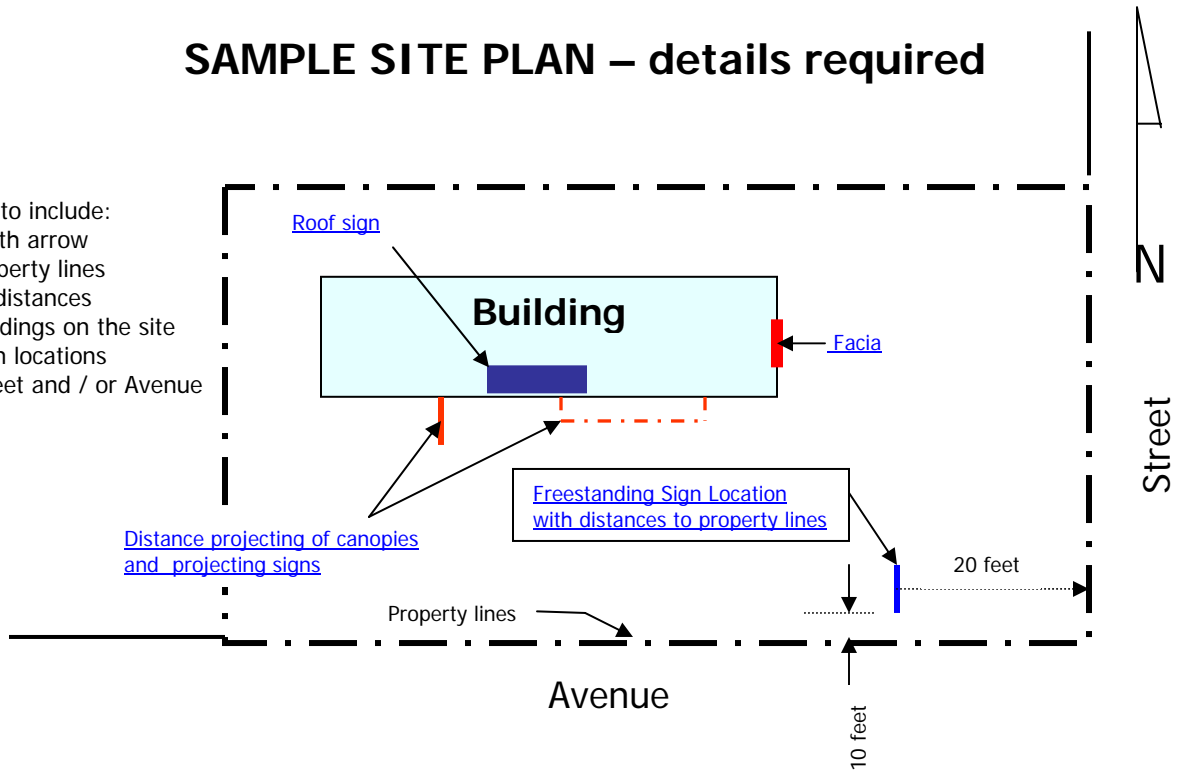 SAMPLE SITE PLAN – details required
to include:
th arrow
perty lines
distances
dings on the site
n locations
eet and / or Avenue
Roof sign
Building
Facia
N
Street
Freestanding Sign Location
with distances to property lines
Distance projecting of canopies
and projecting signs
20 feet
Property lines
Avenue
10 feet